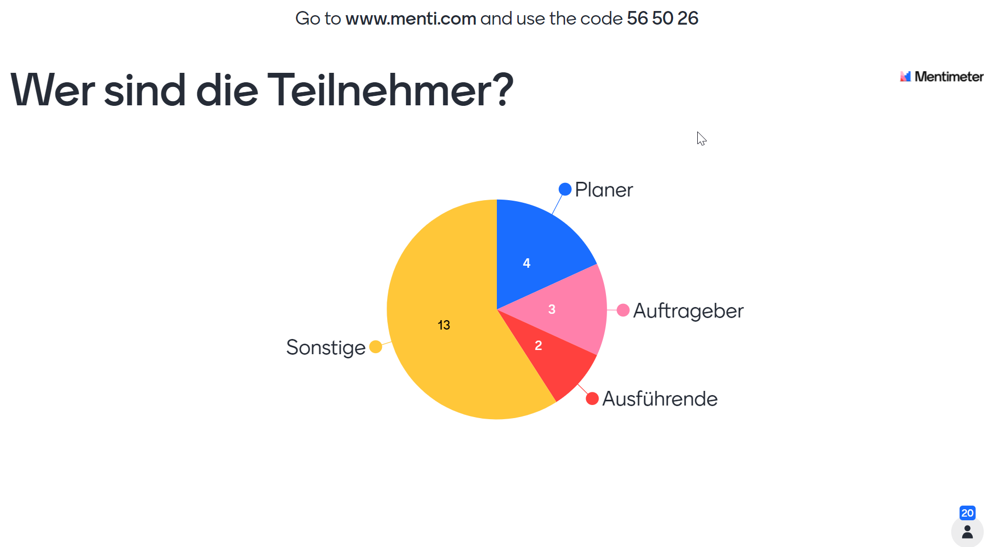 Go to www.menti.com and use the code 56 50 26
Wer sind die Teilnehmer?
Mentimeter
Planer
4
Auftrageber
3
13
Sonstige
2
Ausführende
20